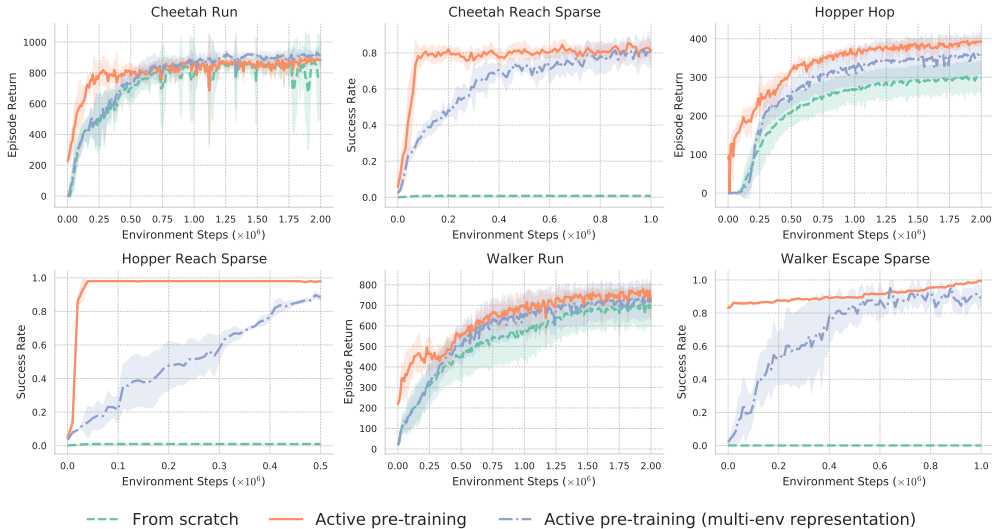 Cheetah Run
Cheetah Reach Sparse
Hopper Hop
Episode Return
1000
800
600
400
200
0
0.00 0.25 0.50 0.75 1.00 1.25 1.50 1.75 2.00
Environment Steps (×10⁶)
Success Rate
0.8
0.6
0.4
0.2
0.0
0.0 0.2 0.4 0.6 0.8 1.0
Environment Steps (×10⁶)
Episode Return
400
300
200
100
0
0.00 0.25 0.50 0.75 1.00 1.25 1.50 1.75 2.00
Environment Steps (×10⁶)
Hopper Reach Sparse
Walker Run
Walker Escape Sparse
Success Rate
1.0
0.8
0.6
0.4
0.2
0.0
0.0 0.1 0.2 0.3 0.4 0.5
Environment Steps (×10⁶)
Episode Return
800
700
600
500
400
300
200
100
0
0.00 0.25 0.50 0.75 1.00 1.25 1.50 1.75 2.00
Environment Steps (×10⁶)
Success Rate
1.0
0.8
0.6
0.4
0.2
0.0
0.0 0.2 0.4 0.6 0.8 1.0
Environment Steps (×10⁶)
From scratch
Active pre-training
Active pre-training (multi-env representation)